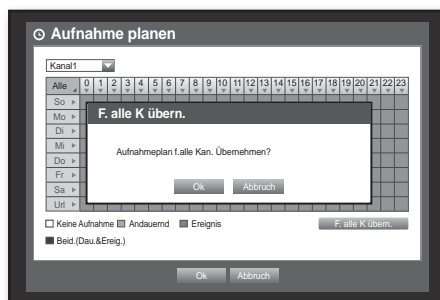 Aufnahme planen
Kanal1
Alle 0 1 2 3 4 5 6 7 8 9 10 11 12 13 14 15 16 17 18 19 20 21 22 23
So
Mo
F. alle K übern.
Di
Mi
Aufnahmeplan f.alle Kan. Übernehmen?
Do
Fr
Sa
Ok Abbruch
Url
Keine Aufnahme Andauernd Ereignis F. alle K übern.
Beid.(Dau.&Ereig.)
Ok Abbruch